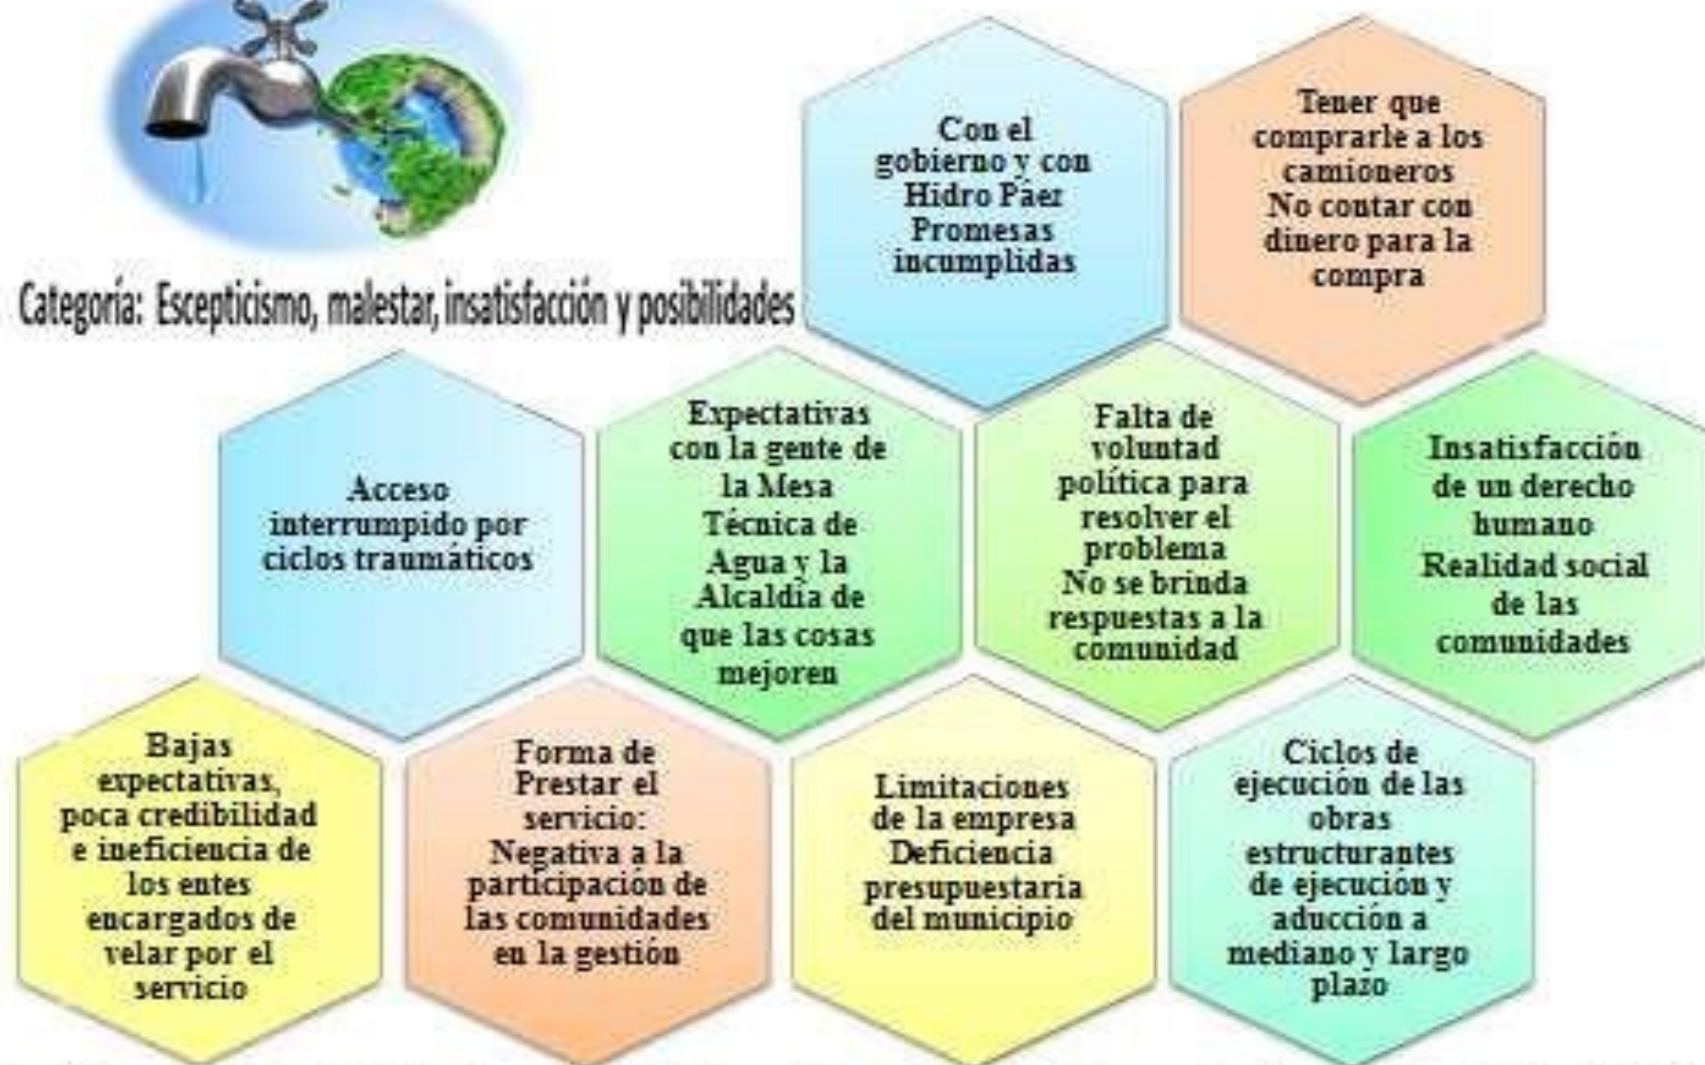 Con el
gobierno y con
Hidro Páez
Promesas
incumplidas
Tener que
comprarle a los
camioneros
No contar con
dinero para la
compra
Categoría: Escepticismo, malestar, insatisfacción y posibilidades
Acceso
interrumpido por
ciclos traumáticos
Expectativas
con la gente de
la Mesa
Técnica de
Agua y la
Alcaldía de
que las cosas
mejoren
Falta de
voluntad
política para
resolver el
problema
No se brinda
respuestas a la
comunidad
Insatisfacción
de un derecho
humano
Realidad social
de las
comunidades
Bajas
expectativas,
poca credibilidad
e ineficiencia de
los entes
encargados de
velar por el
servicio
Forma de
Prestar el
servicio:
Negativa a la
participación de
las comunidades
en la gestión
Limitaciones
de la empresa
Deficiencia
presupuestaria
del municipio
Ciclos de
ejecución de las
obras
estructurantes
de ejecución y
aducción a
mediano y largo
plazo